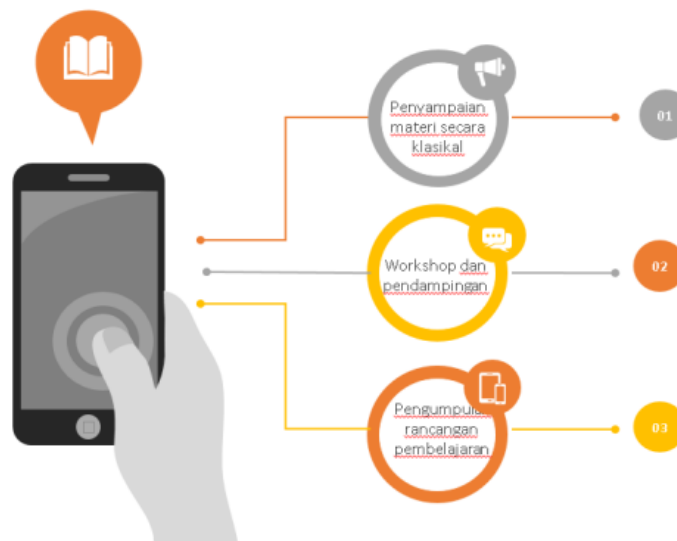 Penyampaian
materi secara
klasikal
01
Workshop dan
pendampingan
02
Pengumpulan
rancangan
pembelajaran
03